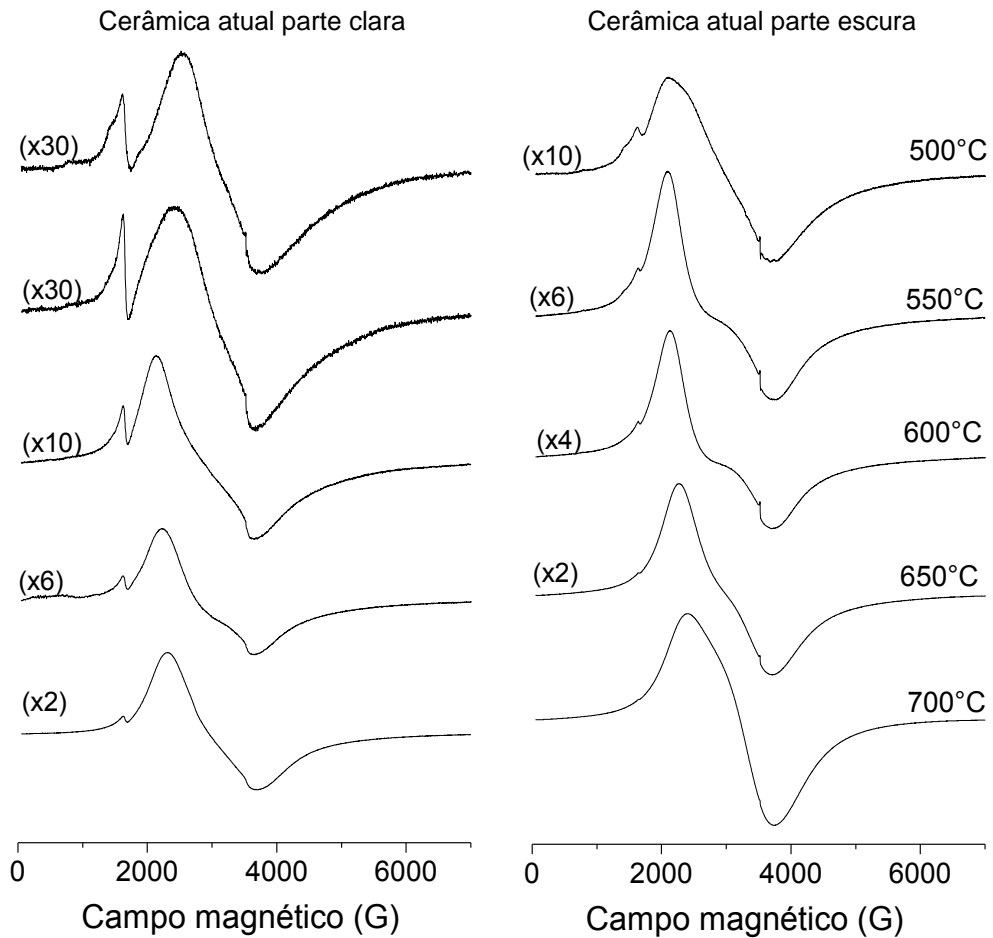 Cerâmica atual parte clara
(x30)
(x30)
(x10)
(x6)
(x2)
0 2000 4000 6000
Campo magnético (G)
Cerâmica atual parte escura
(x10) 500°C
(x6) 550°C
(x4) 600°C
(x2) 650°C
700°C
0 2000 4000 6000
Campo magnético (G)